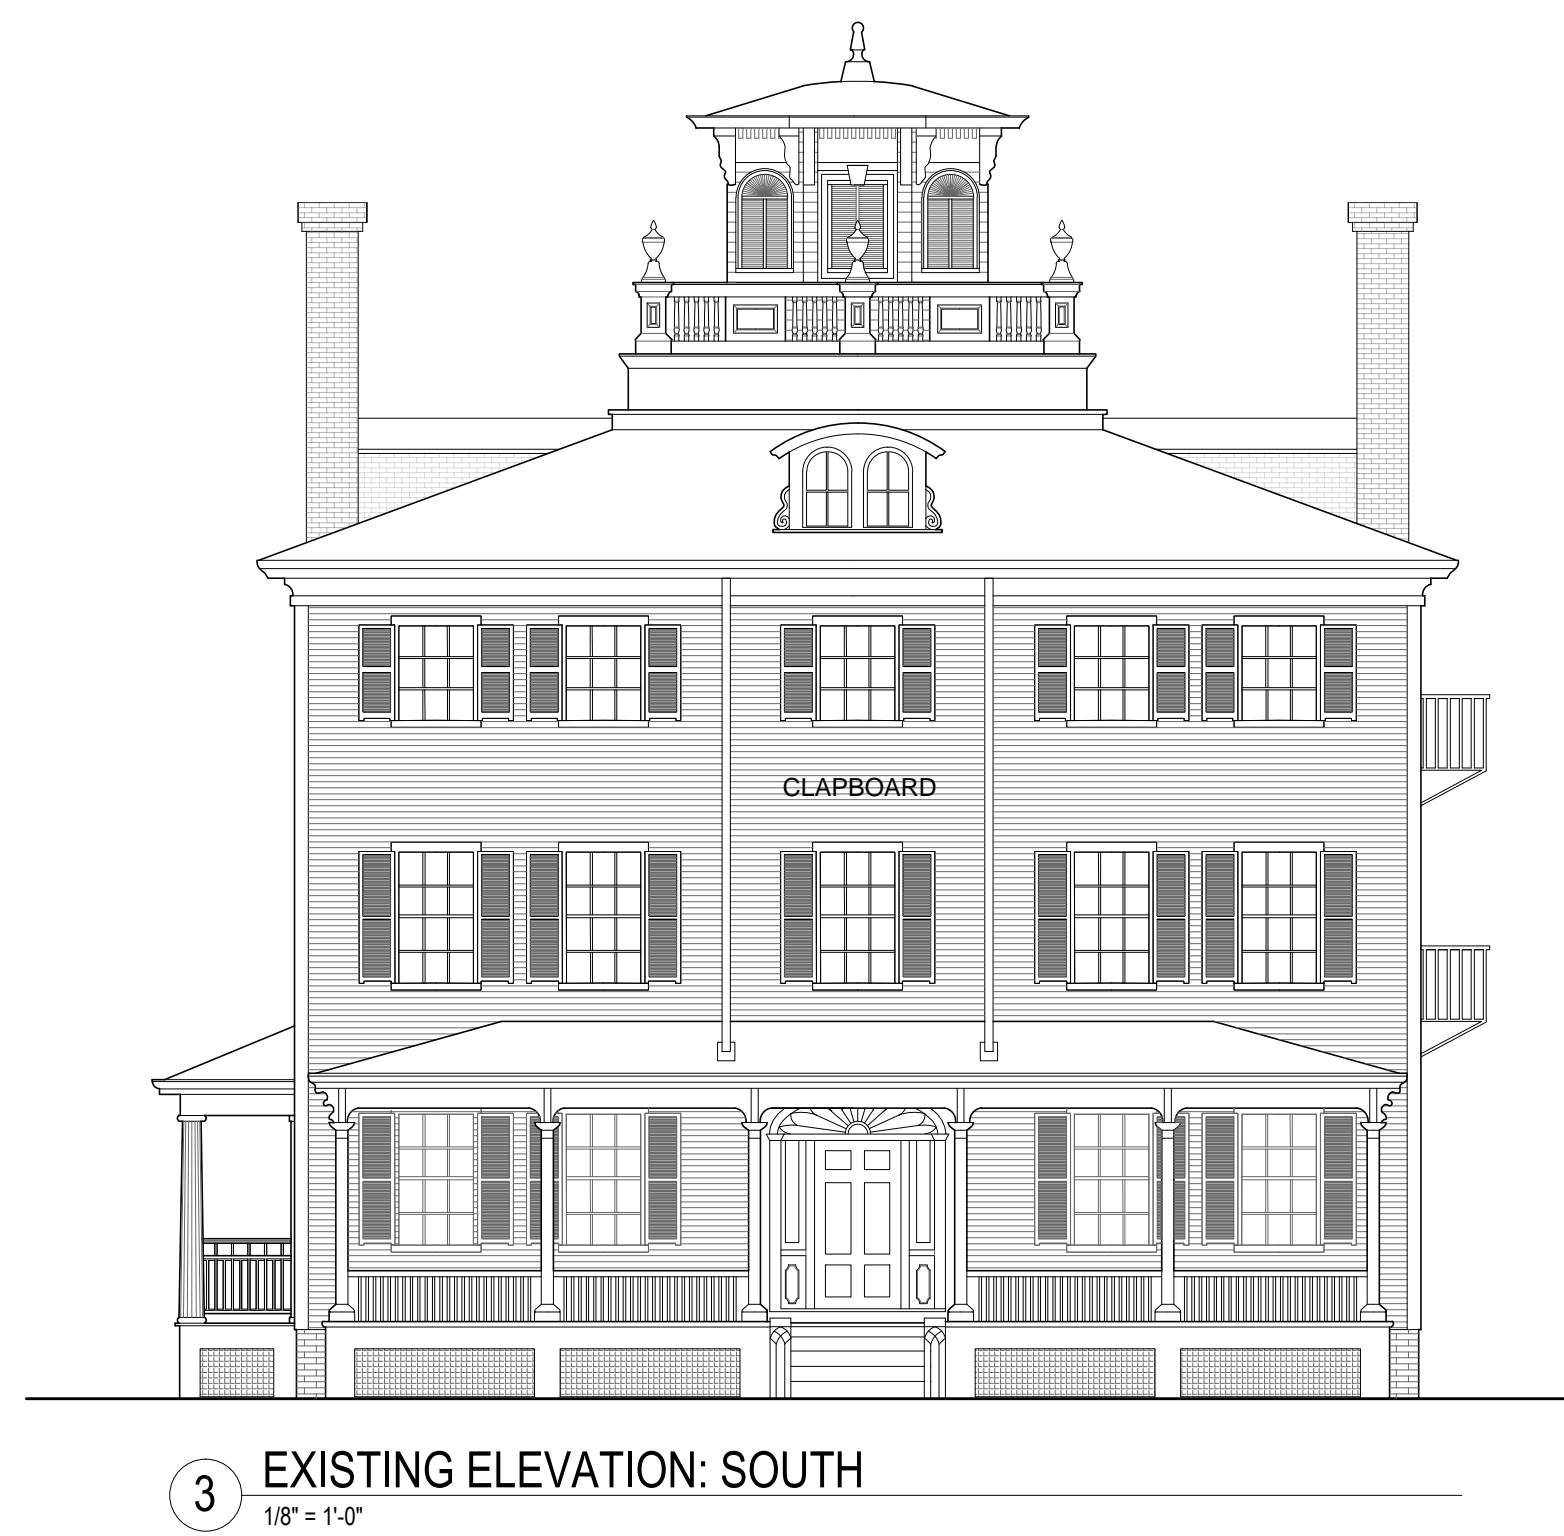 CLAPBOARD
3
EXISTING ELEVATION: SOUTH
1/8" = 1'-0"